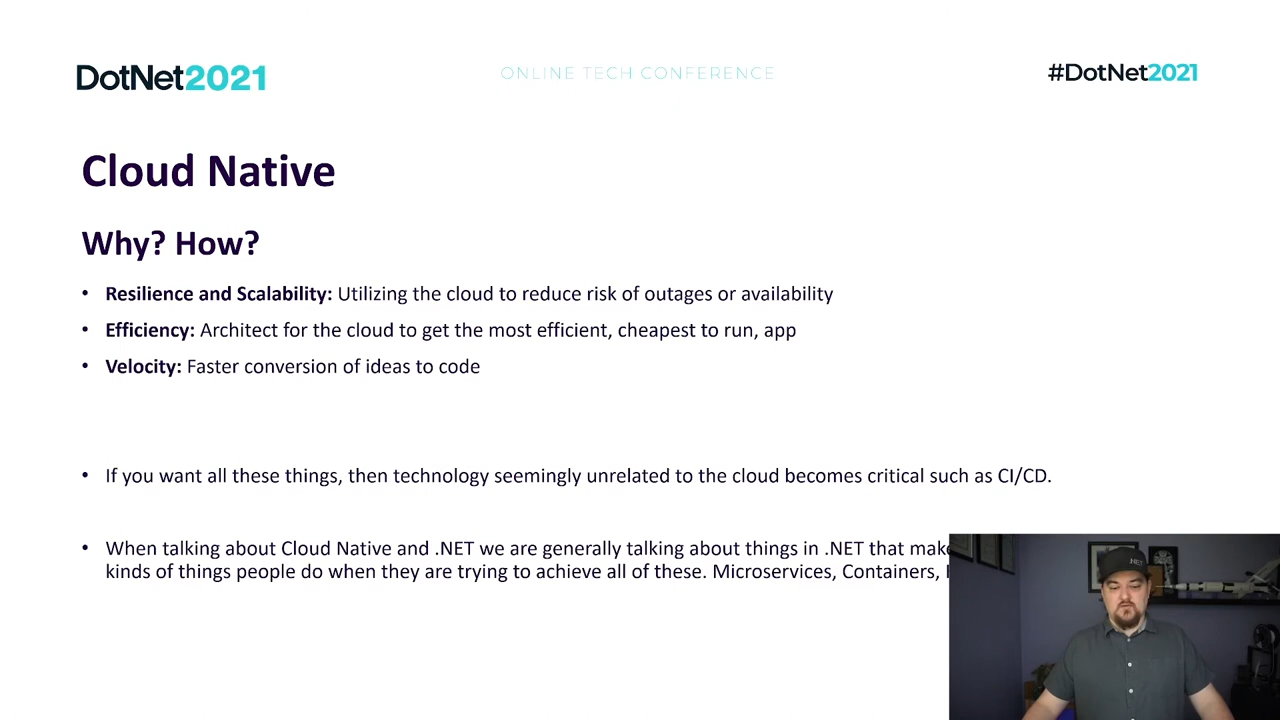 DotNet2021
ONLINE TECH CONFERENCE
#DotNet2021
Cloud Native
Why? How?
• Resilience and Scalability: Utilizing the cloud to reduce risk of outages or availability
• Efficiency: Architect for the cloud to get the most efficient, cheapest to run, app
• Velocity: Faster conversion of ideas to code
• If you want all these things, then technology seemingly unrelated to the cloud becomes critical such as CI/CD.
• When talking about Cloud Native and .NET we are generally talking about things in .NET that make
kinds of things people do when they are trying to achieve all of these. Microservices, Containers,
.NET